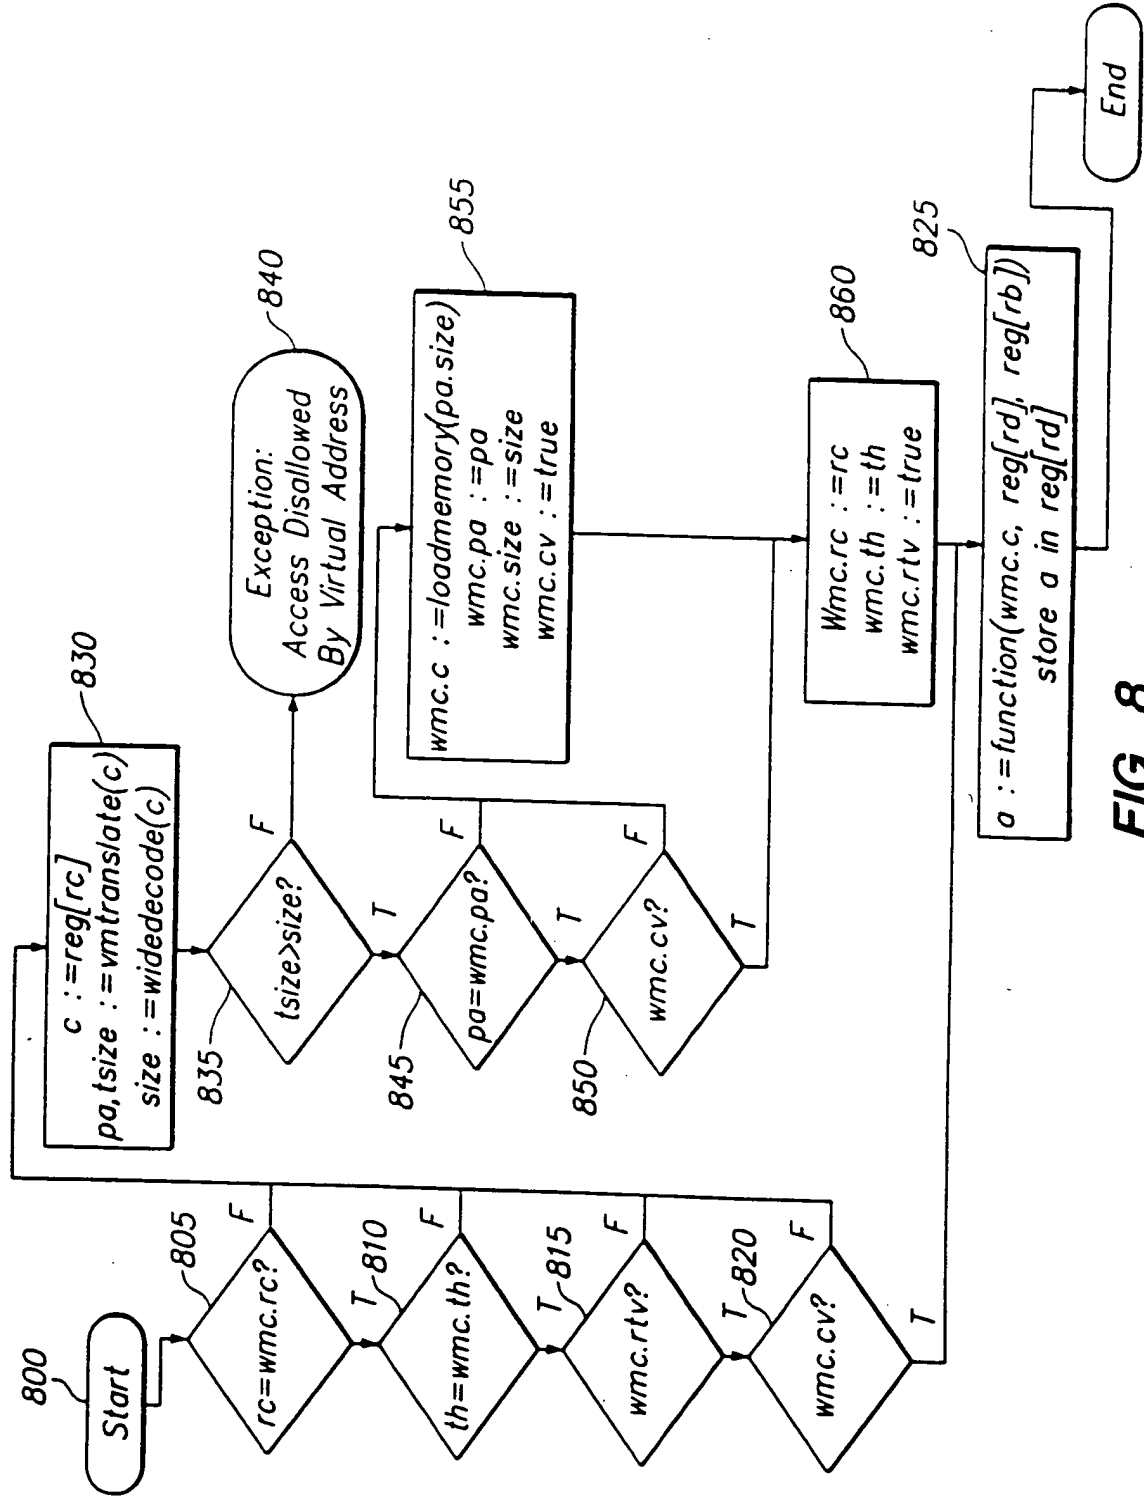 800
Start
805
rc=wmc.rc?
F
T
810
th=wmc.th?
F
T
815
wmc.rtv?
F
T
820
wmc.cv?
F
T
830
c :=reg[rc]
pa,tsize :=vmtranslate(c)
size :=widedecode(c)
835
tsize>size?
F
T
840
Exception:
Access Disallowed
By Virtual Address
845
pa=wmc.pa?
F
T
850
wmc.cv?
F
T
855
wmc.c :=loadmemory(pa.size)
wmc.pa :=pa
wmc.size :=size
wmc.cv :=true
860
Wmc.rc :=rc
wmc.th :=th
wmc.rtv :=true
825
a :=function(wmc.c, reg[rd], reg[rb])
store a in reg[rd]
End
FIG. 8